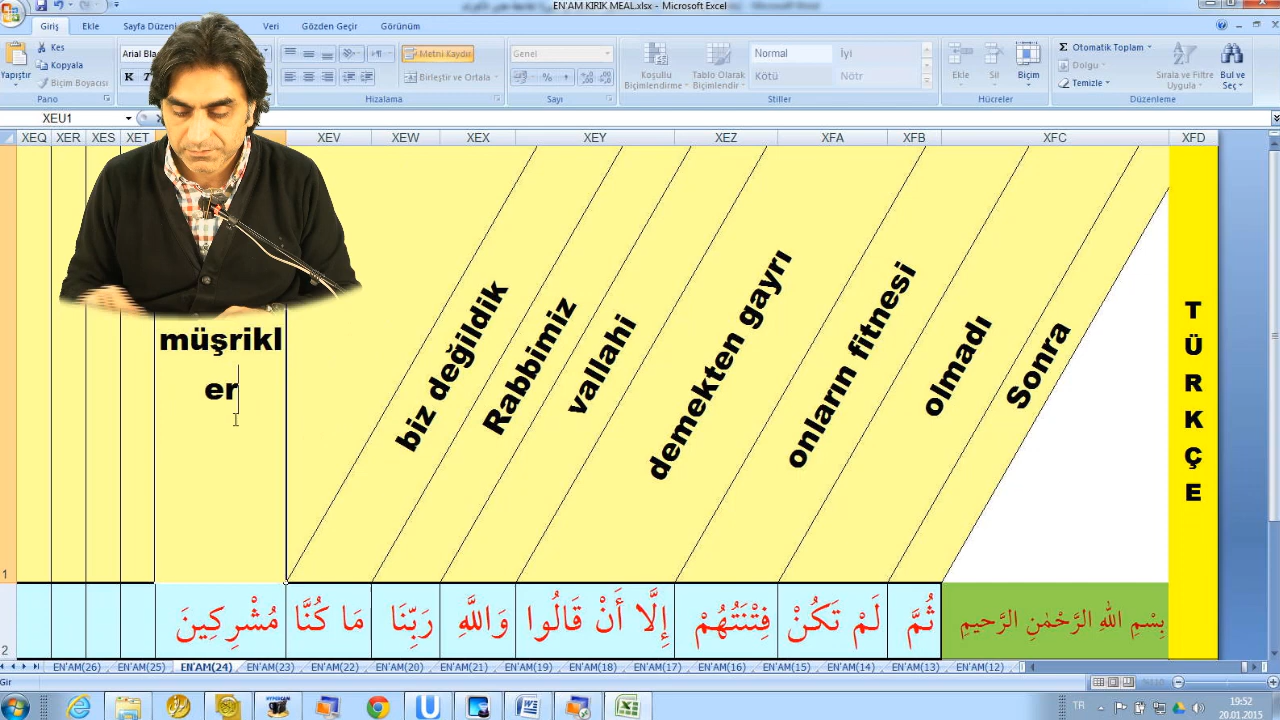 EN'AM KIRIK MEAL.xlsx - Microsoft Excel
Giriş Ekle Sayfa Düzeni Veri Gözden Geçir Görünüm
Kes
Kopyala
Biçim Boyacısı
Yapıştır
Pano
Arial Bla
K
Metni Kaydır
Birleştir ve Ortala
Hizalama
Genel
Sayı
Koşullu Biçimlendirme
Tablo Olarak Biçimlendir
Normal İyi
Kötü Nötr
Stiller
Ekle Sil Biçim
Hücreler
Otomatik Toplam
Dolgu
Temizle
Sırala ve Filtre Uygula
Bul ve Seç
Düzenleme
XEU1
XEQ XER XES XET XEV XEW XEX XEY XEZ XFA XFB XFC XFD
1
müşrikl
er
biz değildik
Rabbimiz
vallahi
demekten gayrı
onların fitnesi
olmadı
Sonra
TÜRKÇE
2
بِسْمِ اللهِ الرَّحْمٰنِ الرَّحيمِ
ثُمَّ
لَمْ تَكُنْ
فِتْنَتُهُمْ
إِلَّا أَنْ قَالُوا
وَاللَّهِ
رَبِّنَا
مَا كُنَّا
مُشْرِكِينَ
EN'AM(26) EN'AM(25) EN'AM(24) EN'AM(23) EN'AM(22) EN'AM(20) EN'AM(21) EN'AM(19) EN'AM(18) EN'AM(17) EN'AM(16) EN'AM(15) EN'AM(14) EN'AM(13) EN'AM(12)
Gir
TR
19:52
20.01.2015